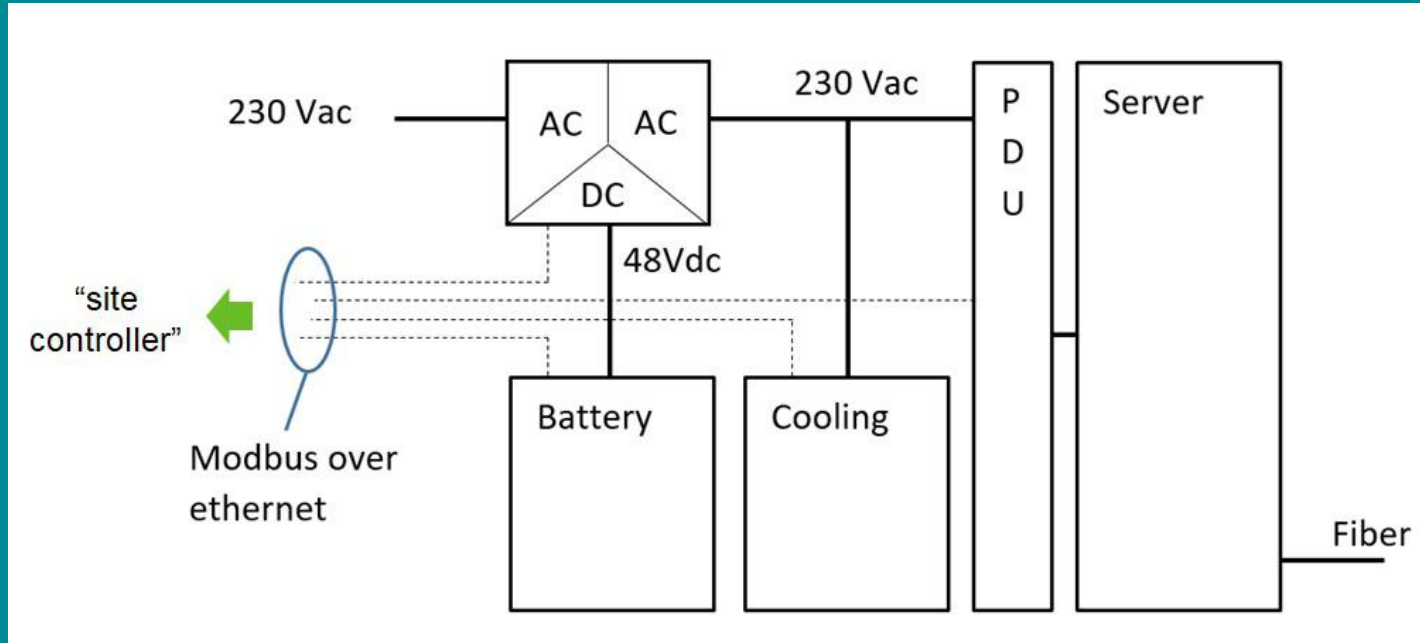 230 Vac
AC
AC
DC
230 Vac
P
D
U
Server
48Vdc
“site
controller”
Battery
Cooling
Modbus over
ethernet
Fiber